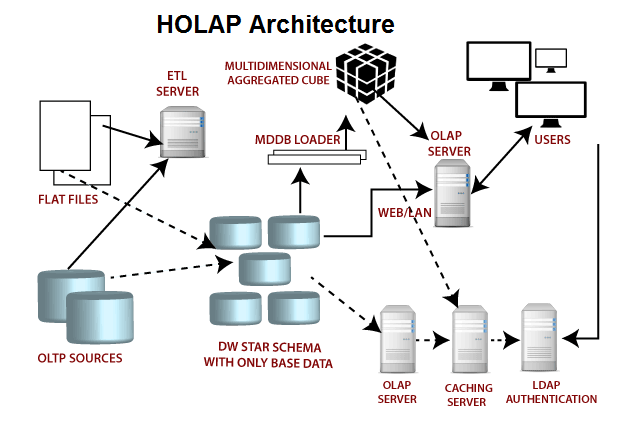 HOLAP Architecture
MULTIDIMENSIONAL
AGGREGATED CUBE
ETL
SERVER
MDDB LOADER
OLAP
SERVER
USERS
FLAT FILES
WEB/LAN
OLTP SOURCES
DW STAR SCHEMA
WITH ONLY BASE DATA
OLAP
SERVER
CACHING
SERVER
LDAP
AUTHENTICATION